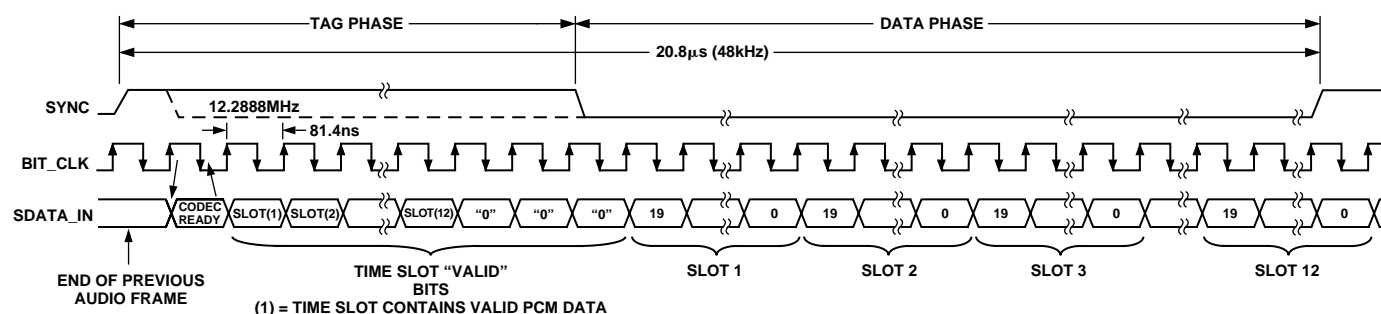 TAG PHASE
DATA PHASE
20.8μs (48kHz)
SYNC
12.2888MHz
81.4ns
BIT_CLK
SDATA_IN
CODEC
READY
SLOT(1)
SLOT(2)
SLOT(12)
“0”
“0”
“0”
19
0
19
0
19
0
19
0
END OF PREVIOUS
AUDIO FRAME
TIME SLOT “VALID”
BITS
(1) = TIME SLOT CONTAINS VALID PCM DATA
SLOT 1
SLOT 2
SLOT 3
SLOT 12